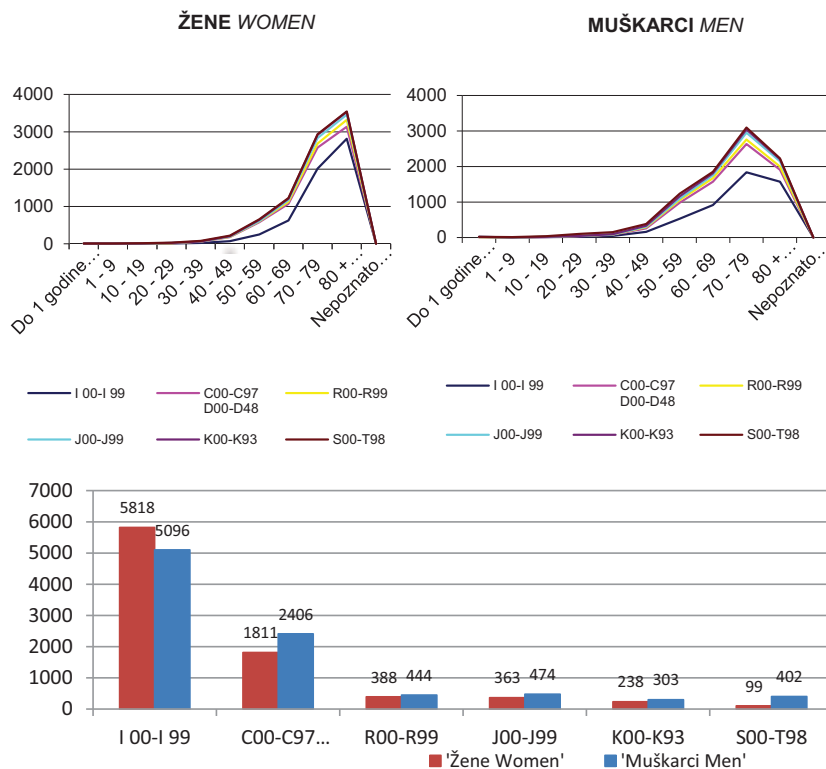 ŽENE WOMEN
4000
3000
2000
1000
0
Do 1 godine...
1 - 9
10 - 19
20 - 29
30 - 39
40 - 49
50 - 59
60 - 69
70 - 79
80 +...
Nepoznato...
I 00-I 99
C00-C97
D00-D48
R00-R99
J00-J99
K00-K93
S00-T98
MUŠKARCI MEN
4000
3000
2000
1000
0
Do 1 godine...
1 - 9
10 - 19
20 - 29
30 - 39
40 - 49
50 - 59
60 - 69
70 - 79
80 +...
Nepoznato...
I 00-I 99
C00-C97
D00-D48
R00-R99
J00-J99
K00-K93
S00-T98
7000
6000
5000
4000
3000
2000
1000
0
5818
5096
1811
2406
388
444
363
474
238
303
99
402
I 00-I 99
C00-C97...
R00-R99
J00-J99
K00-K93
S00-T98
'Žene Women'
'Muškarci Men'